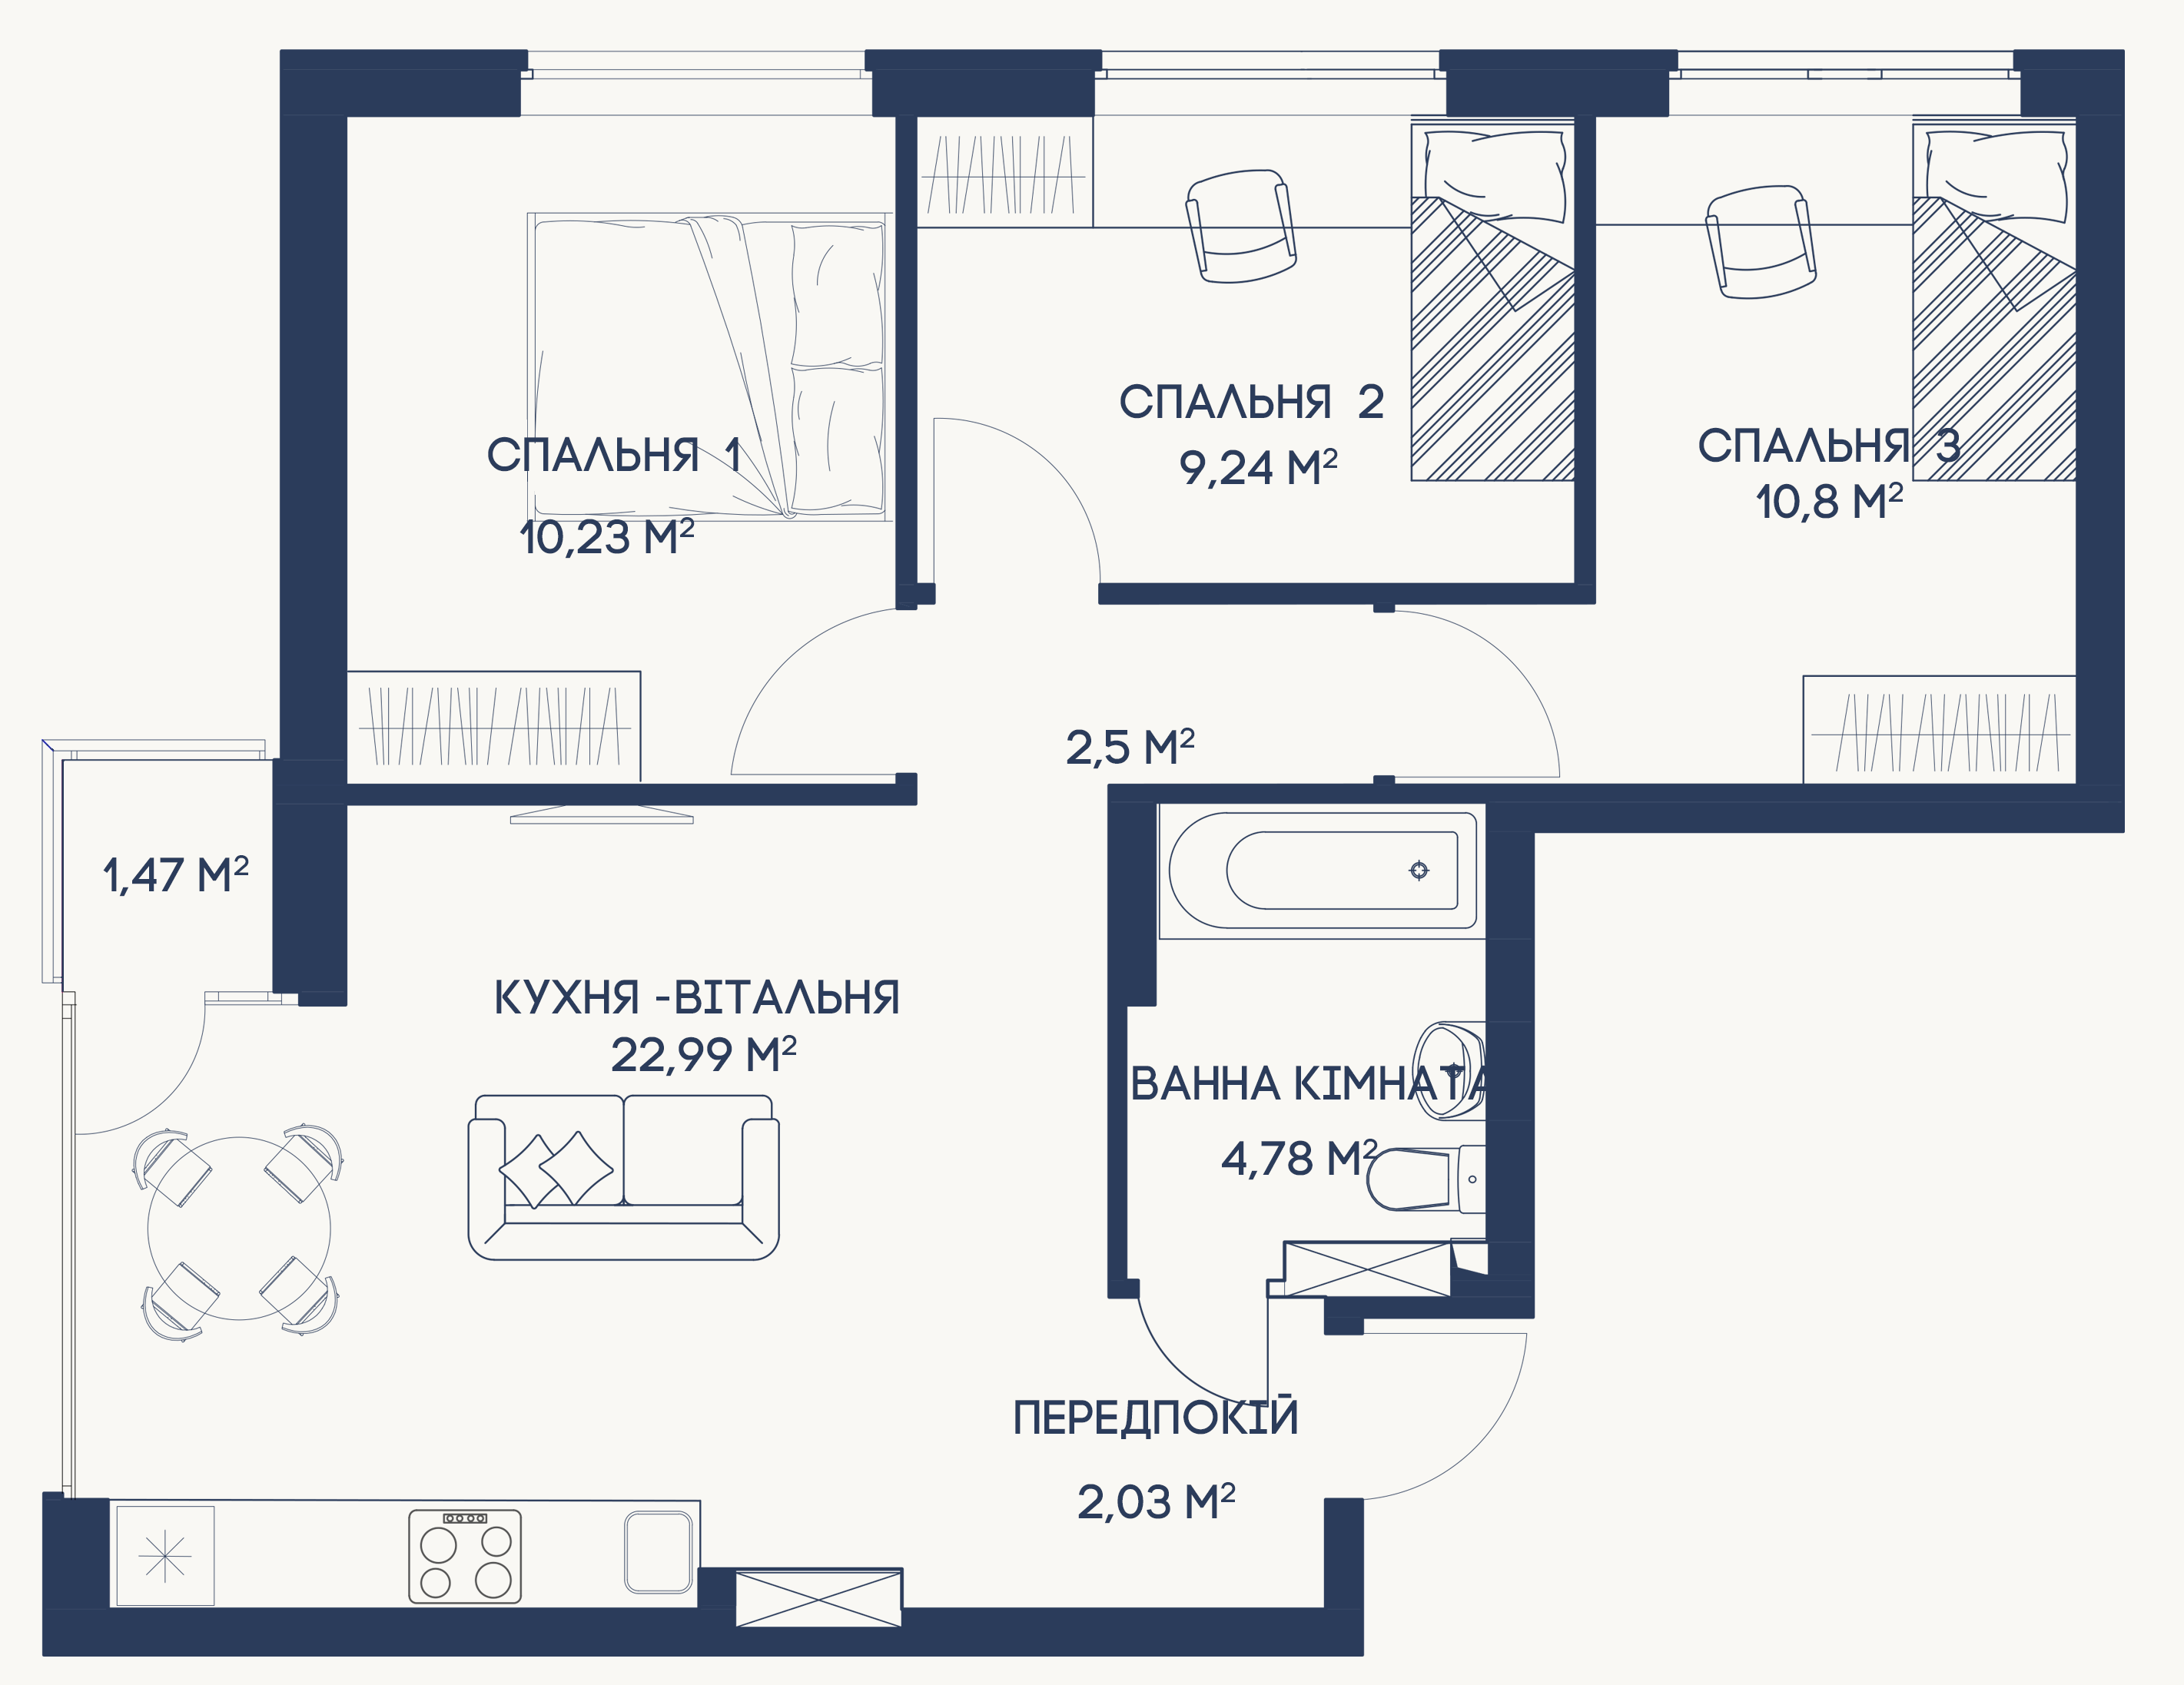 СПАЛЬНЯ 1
10,23 М²
СПАЛЬНЯ 2
9,24 М²
СПАЛЬНЯ 3
10,8 М²
2,5 М²
1,47 М²
КУХНЯ -ВІТАЛЬНЯ
22,99 М²
ВАННА КІМНАТА
4,78 М²
ПЕРЕДПОКІЙ
2,03 М²